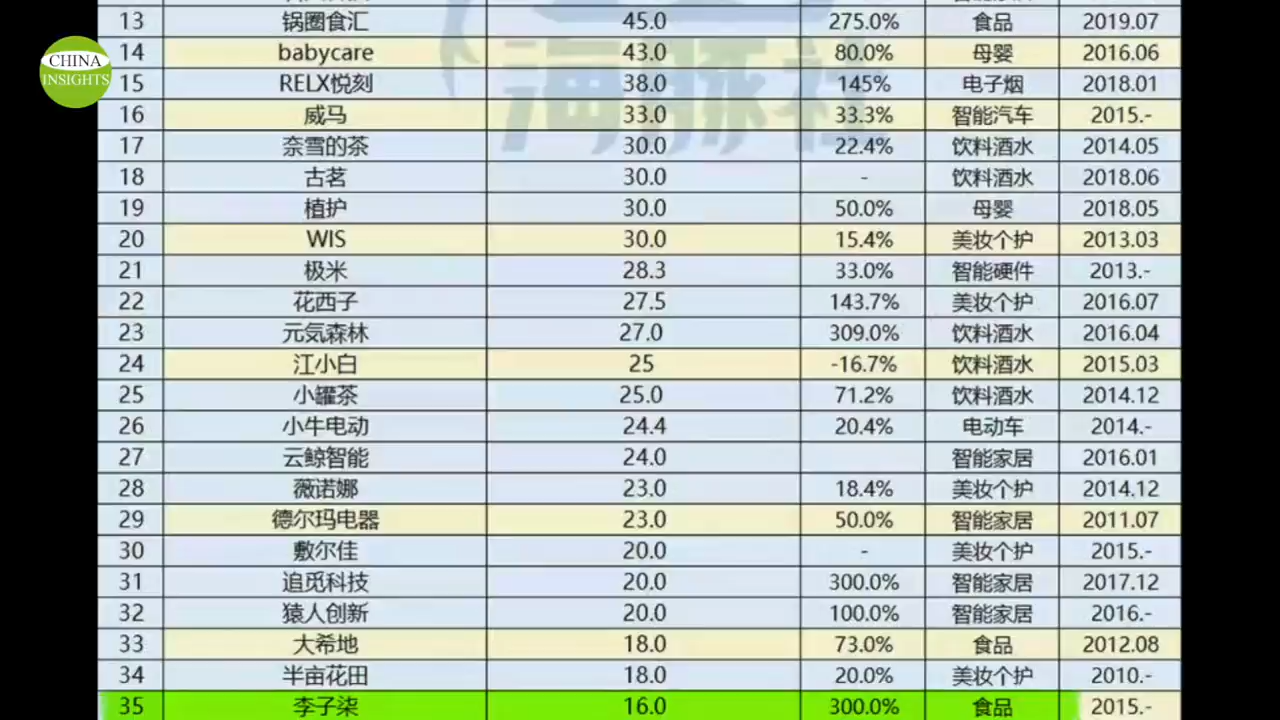 CHINA
INSIGHTS
海豚社
13 锅圈食汇 45.0 275.0% 食品 2019.07
14 babycare 43.0 80.0% 母婴 2016.06
15 RELX悦刻 38.0 145% 电子烟 2018.01
16 威马 33.0 33.3% 智能汽车 2015.-
17 奈雪的茶 30.0 22.4% 饮料酒水 2014.05
18 古茗 30.0 - 饮料酒水 2018.06
19 植护 30.0 50.0% 母婴 2018.05
20 WIS 30.0 15.4% 美妆个护 2013.03
21 极米 28.3 33.0% 智能硬件 2013.-
22 花西子 27.5 143.7% 美妆个护 2016.07
23 元気森林 27.0 309.0% 饮料酒水 2016.04
24 江小白 25 -16.7% 饮料酒水 2015.03
25 小罐茶 25.0 71.2% 饮料酒水 2014.12
26 小牛电动 24.4 20.4% 电动车 2014.-
27 云鲸智能 24.0 智能家居 2016.01
28 薇诺娜 23.0 18.4% 美妆个护 2014.12
29 德尔玛电器 23.0 50.0% 智能家居 2011.07
30 敷尔佳 20.0 - 美妆个护 2015.-
31 追觅科技 20.0 300.0% 智能家居 2017.12
32 猿人创新 20.0 100.0% 智能家居 2016.-
33 大希地 18.0 73.0% 食品 2012.08
34 半亩花田 18.0 20.0% 美妆个护 2010.-
35 李子柒 16.0 300.0% 食品 2015.-